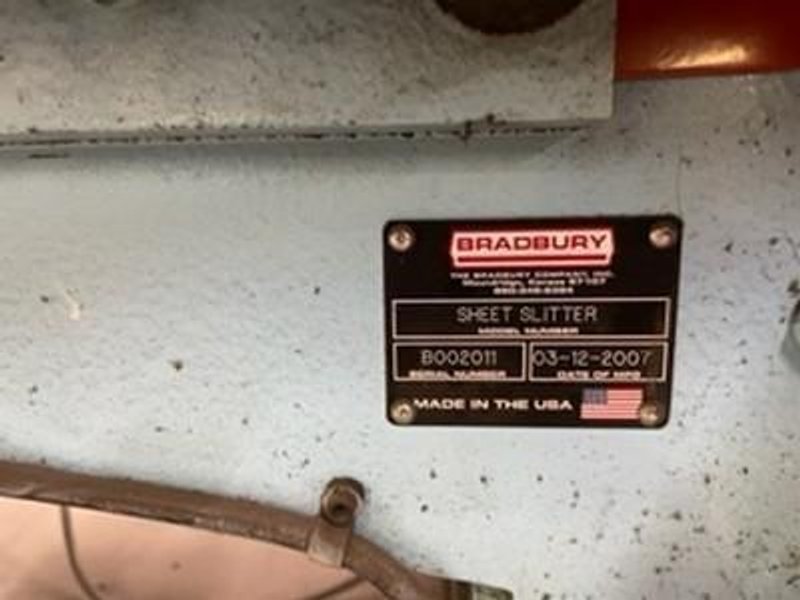 BRADBURY
THE BRADBURY COMPANY, INC.
Moundridge, Kansas 67107
SHEET SLITTER
MODEL NUMBER
B002011 03-12-2007
SERIAL NUMBER DATE OF MFG
MADE IN THE USA